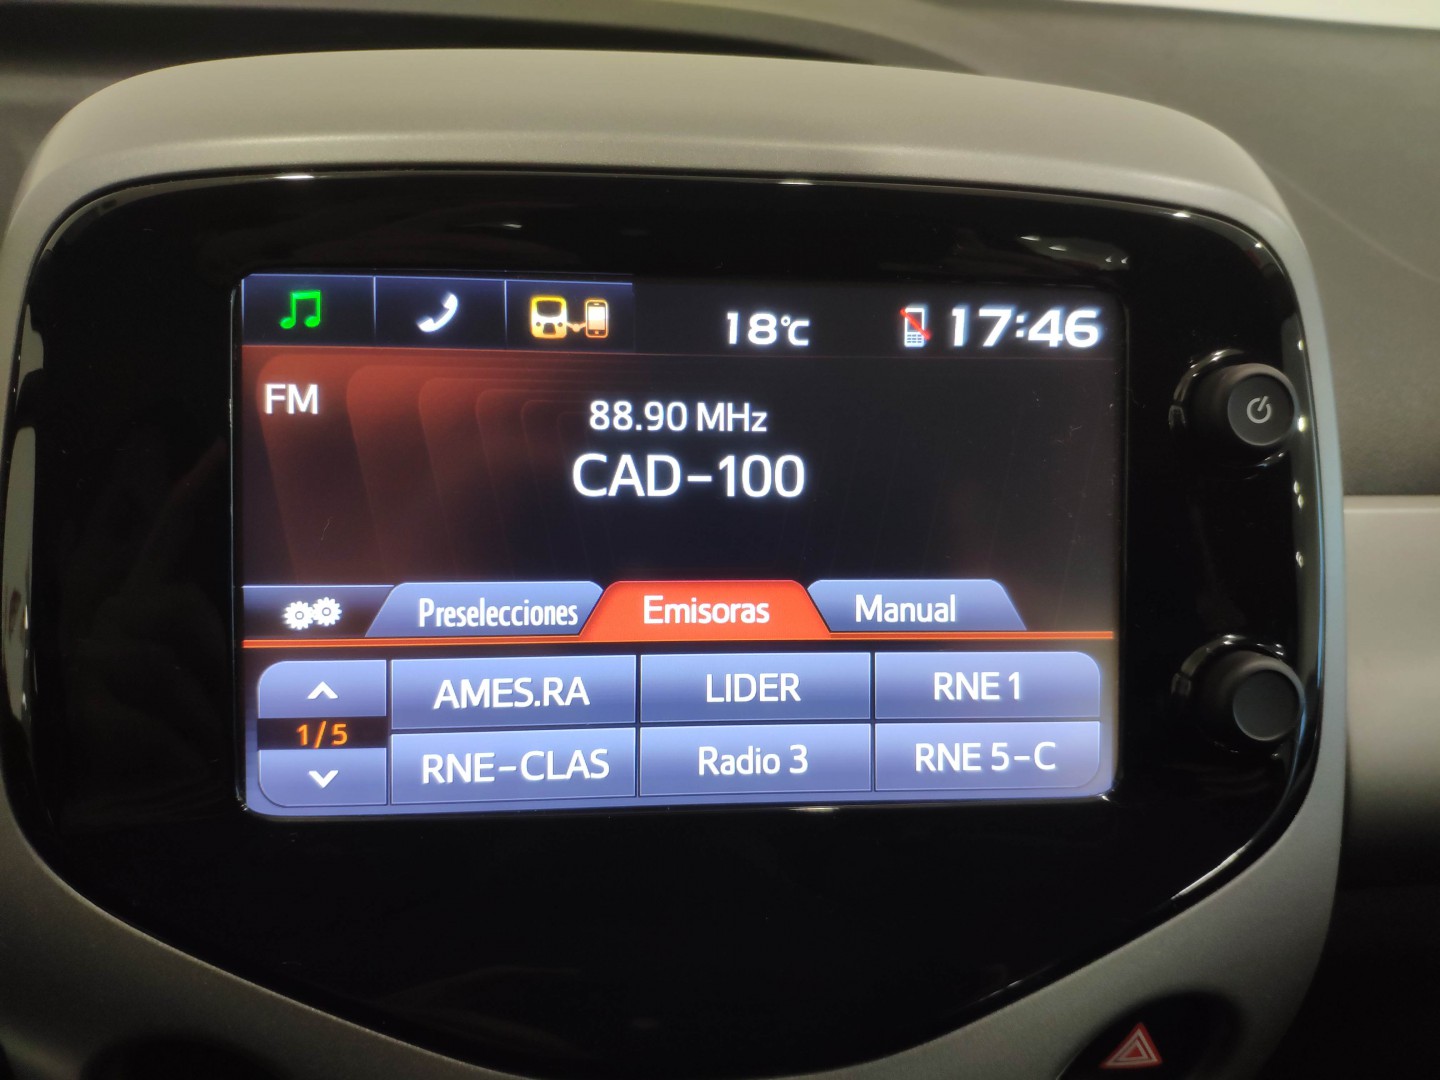 18°C 17:46
FM
88.90 MHz
CAD-100
Preselecciones Emisoras Manual
AMES.RA LIDER RNE 1
1/5
RNE-CLAS Radio 3 RNE 5-C